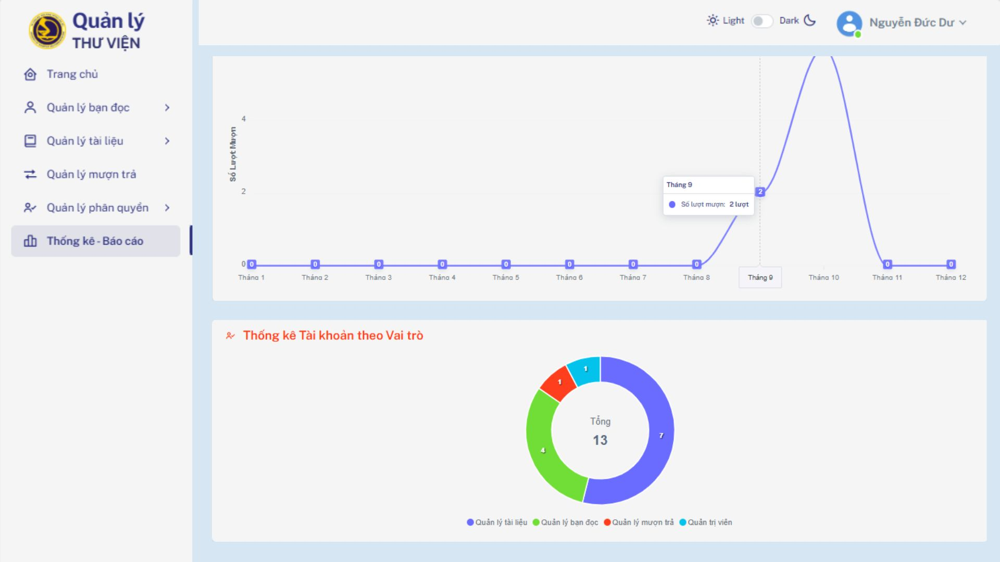 Quản lý
THƯ VIỆN
Trang chủ
Quản lý bạn đọc
Quản lý tài liệu
Quản lý mượn trả
Quản lý phân quyền
Thống kê - Báo cáo
Light Dark
Nguyễn Đức Dư
Số Lượt Mượn
4
2
0
Tháng 9
Số lượt mượn: 2 lượt
2
0 0 0 0 0 0 0 0 0 0
Tháng 1 Tháng 2 Tháng 3 Tháng 4 Tháng 5 Tháng 6 Tháng 7 Tháng 8 Tháng 9 Tháng 10 Tháng 11 Tháng 12
Thống kê Tài khoản theo Vai trò
1
1
7
4
Tổng
13
Quản lý tài liệu Quản lý bạn đọc Quản lý mượn trả Quản trị viên